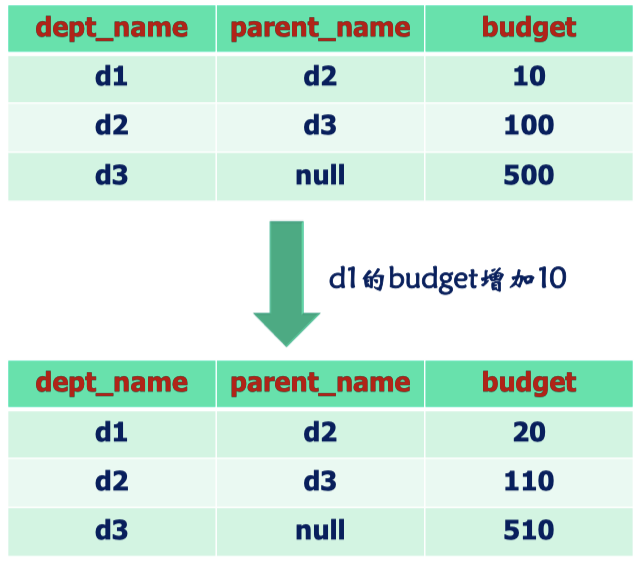 dept_name parent_name budget
d1 d2 10
d2 d3 100
d3 null 500
d1的budget增加10
dept_name parent_name budget
d1 d2 20
d2 d3 110
d3 null 510